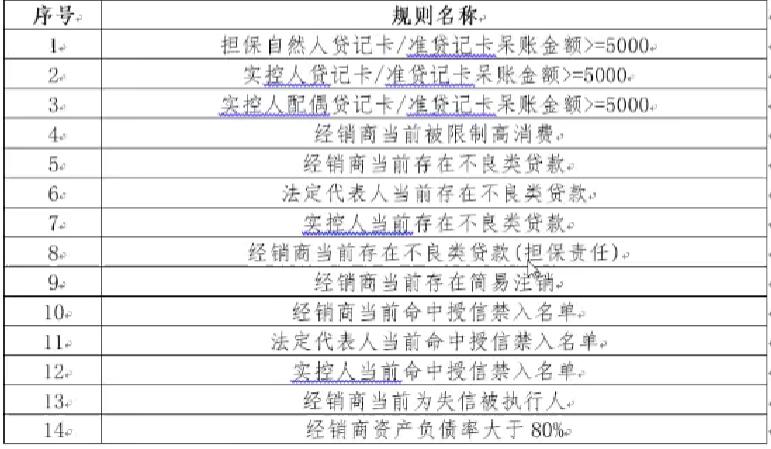 序号 规则名称
1 担保自然人贷记卡/准贷记卡呆账金额>=5000
2 实控人贷记卡/准贷记卡呆账金额>=5000
3 实控人配偶贷记卡/准贷记卡呆账金额>=5000
4 经销商当前被限制高消费
5 经销商当前存在不良类贷款
6 法定代表人当前存在不良类贷款
7 实控人当前存在不良类贷款
8 经销商当前存在不良类贷款(担保责任)
9 经销商当前存在简易注销
10 经销商当前命中授信禁入名单
11 法定代表人当前命中授信禁入名单
12 实控人当前命中授信禁入名单
13 经销商当前为失信被执行人
14 经销商资产负债率大于 80%